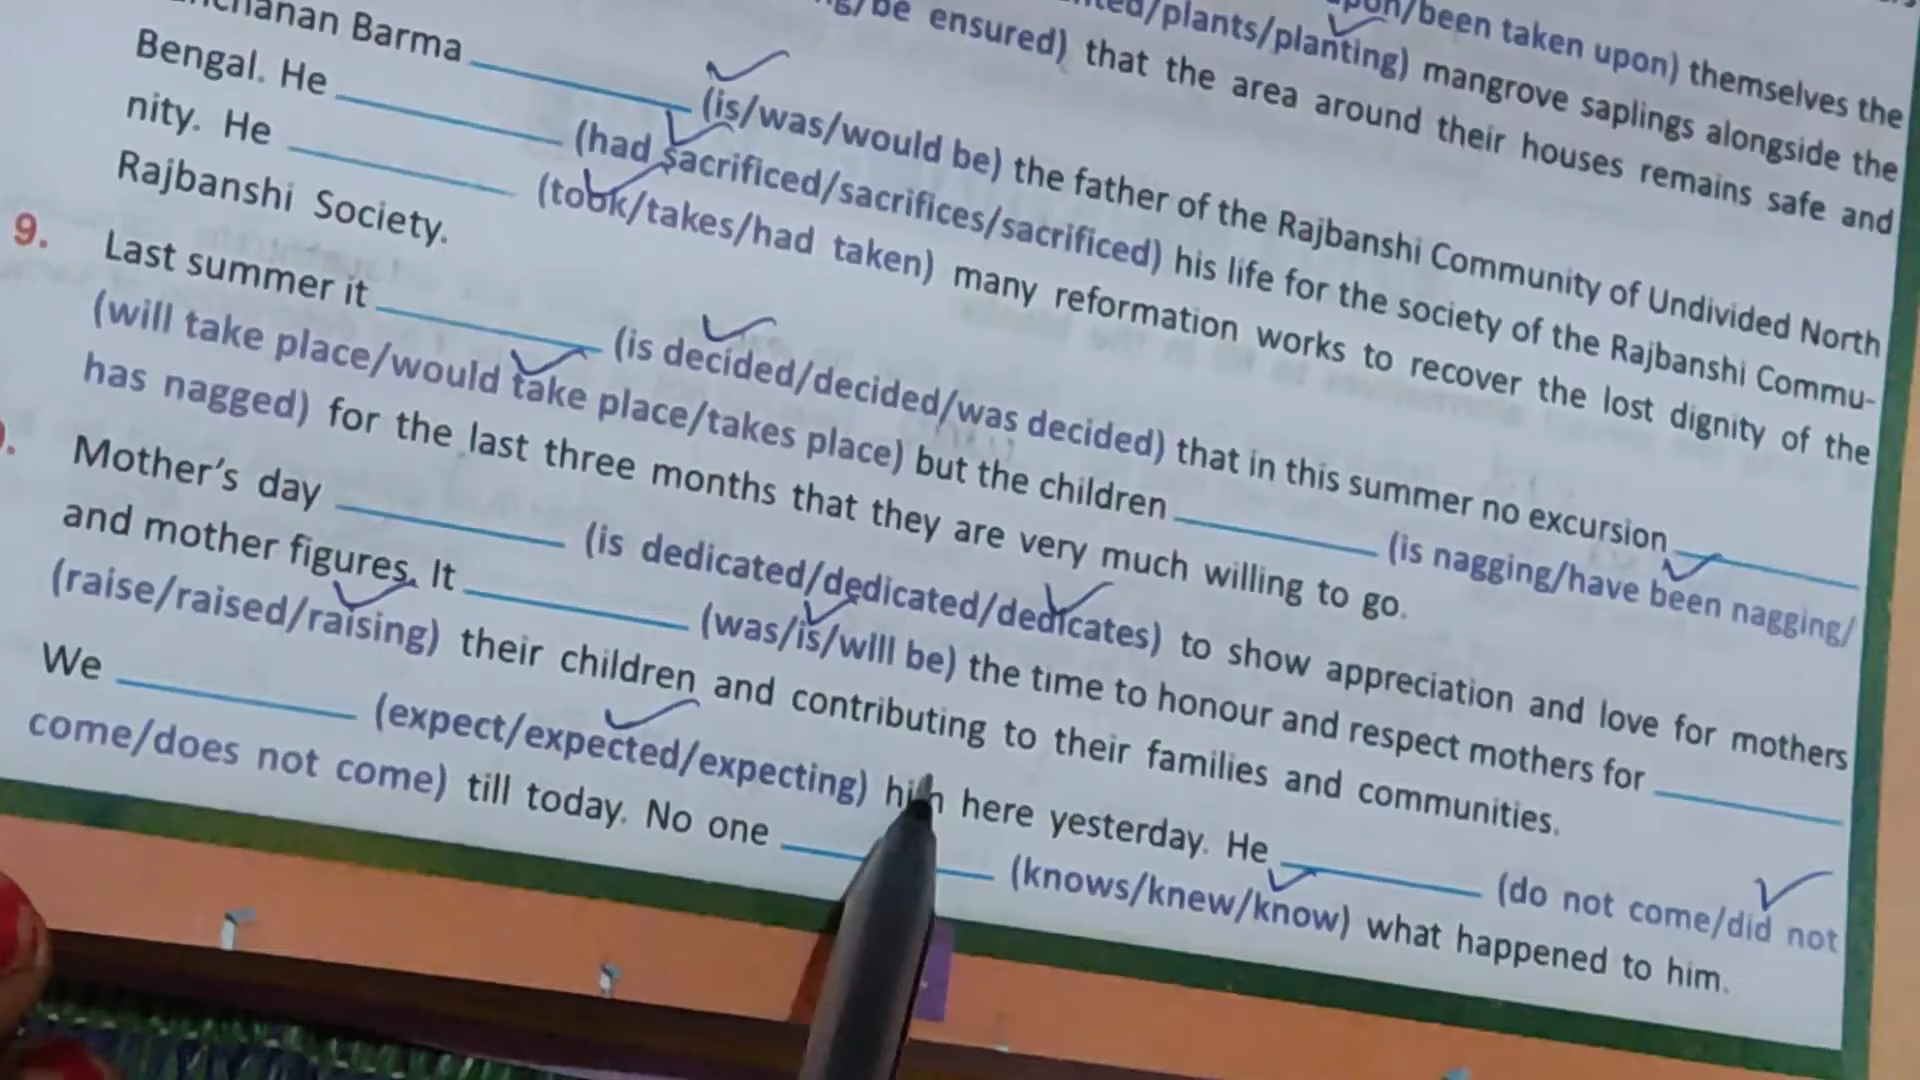 upon/been taken upon) themselves the
/plants/planting) mangrove saplings alongside the
/be ensured) that the area around their houses remains safe and
Barma ________ (is/was/would be) the father of the Rajbanshi Community of Undivided North
Bengal. He ________ (had sacrificed/sacrifices/sacrificed) his life for the society of the Rajbanshi Commu-
nity. He ________ (took/takes/had taken) many reformation works to recover the lost dignity of the
Rajbanshi Society.
9. Last summer it ________ (is decided/decided/was decided) that in this summer no excursion ________
(will take place/would take place/takes place) but the children ________ (is nagging/have been nagging/
has nagged) for the last three months that they are very much willing to go.
Mother's day ________ (is dedicated/dedicated/dedicates) to show appreciation and love for mothers
and mother figures. It ________ (was/is/will be) the time to honour and respect mothers for ________
(raise/raised/raising) their children and contributing to their families and communities.
We ________ (expect/expected/expecting) him here yesterday. He ________ (do not come/did not
come/does not come) till today. No one ________ (knows/knew/know) what happened to him.